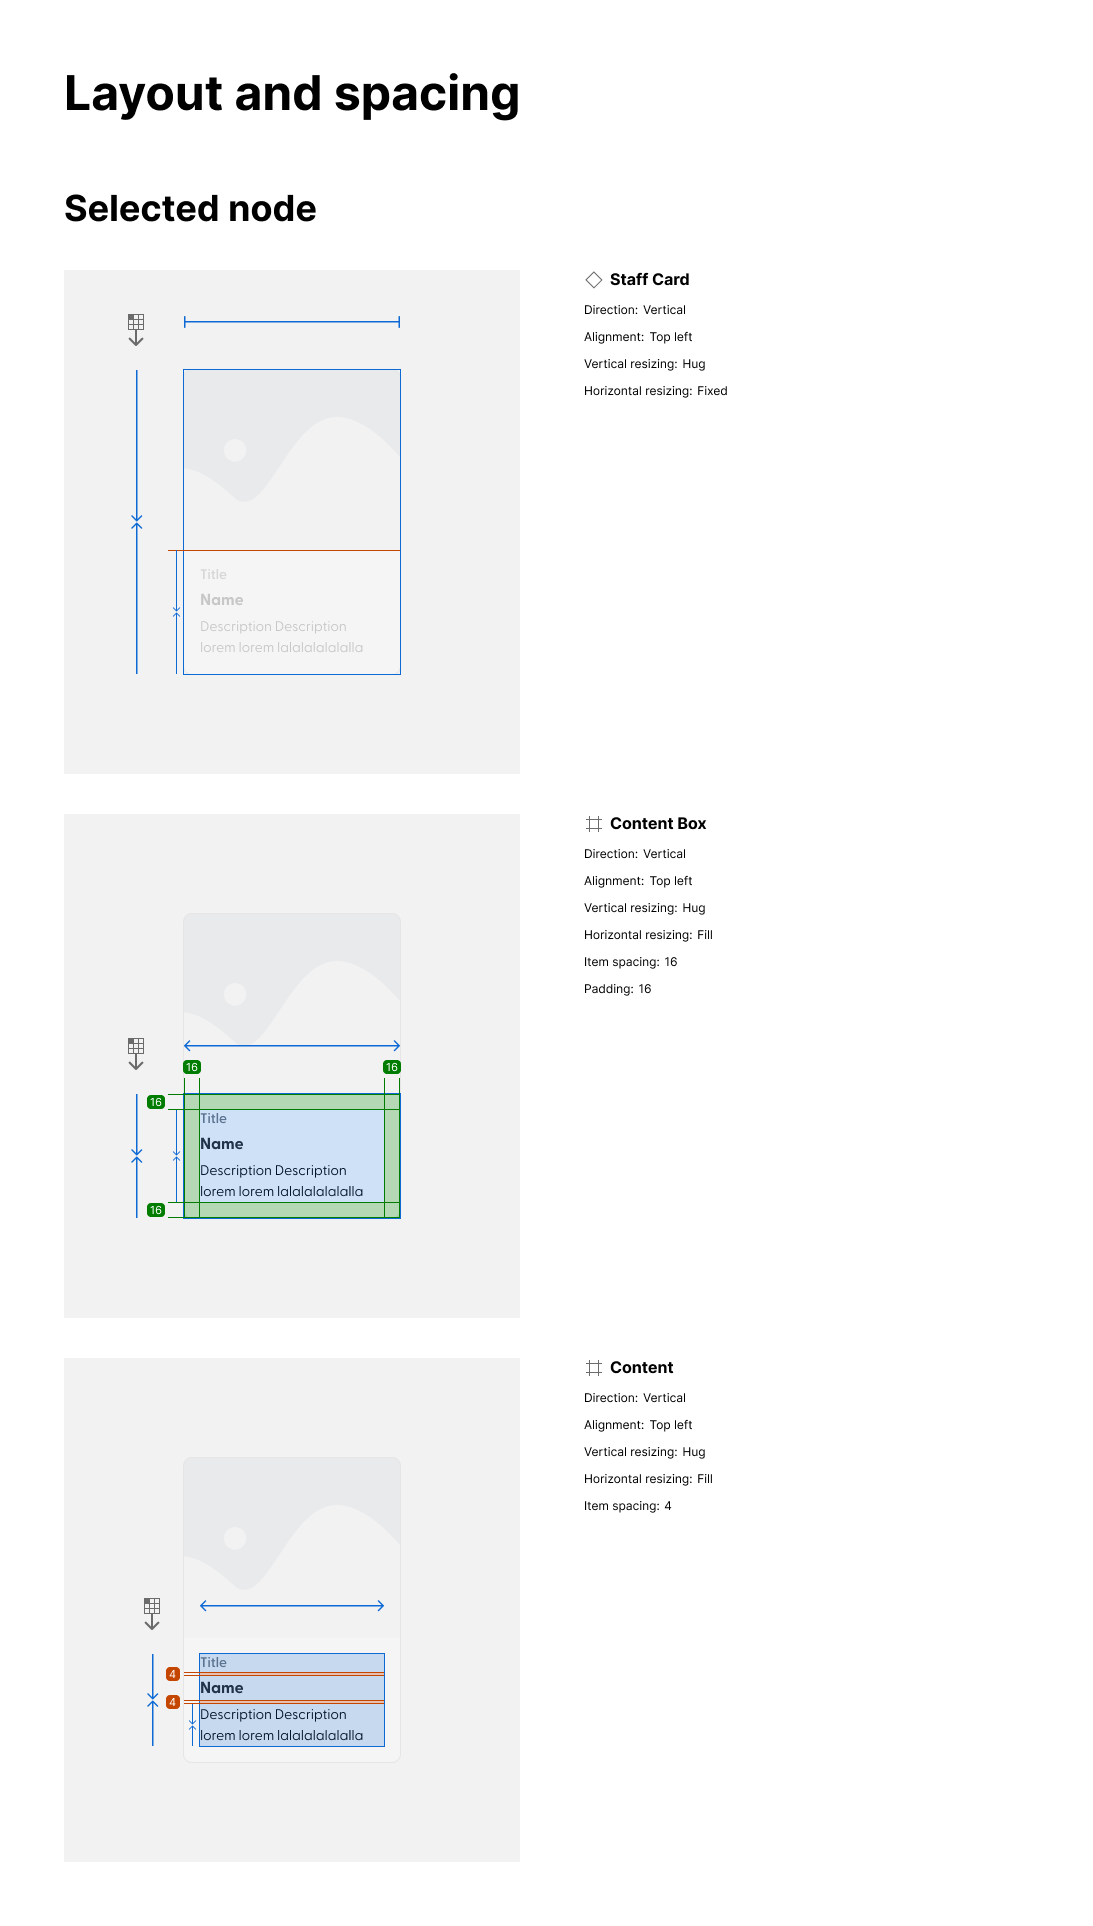 Layout and spacing
Selected node
Staff Card
Direction: Vertical
Alignment: Top left
Vertical resizing: Hug
Horizontal resizing: Fixed
Title
Name
Description Description
lorem lorem lalalalalalalla
Content Box
Direction: Vertical
Alignment: Top left
Vertical resizing: Hug
Horizontal resizing: Fill
Item spacing: 16
Padding: 16
16 16
16
Title
Name
Description Description
lorem lorem lalalalalalalla
16
Content
Direction: Vertical
Alignment: Top left
Vertical resizing: Hug
Horizontal resizing: Fill
Item spacing: 4
Title
4
Name
4
Description Description
lorem lorem lalalalalalalla